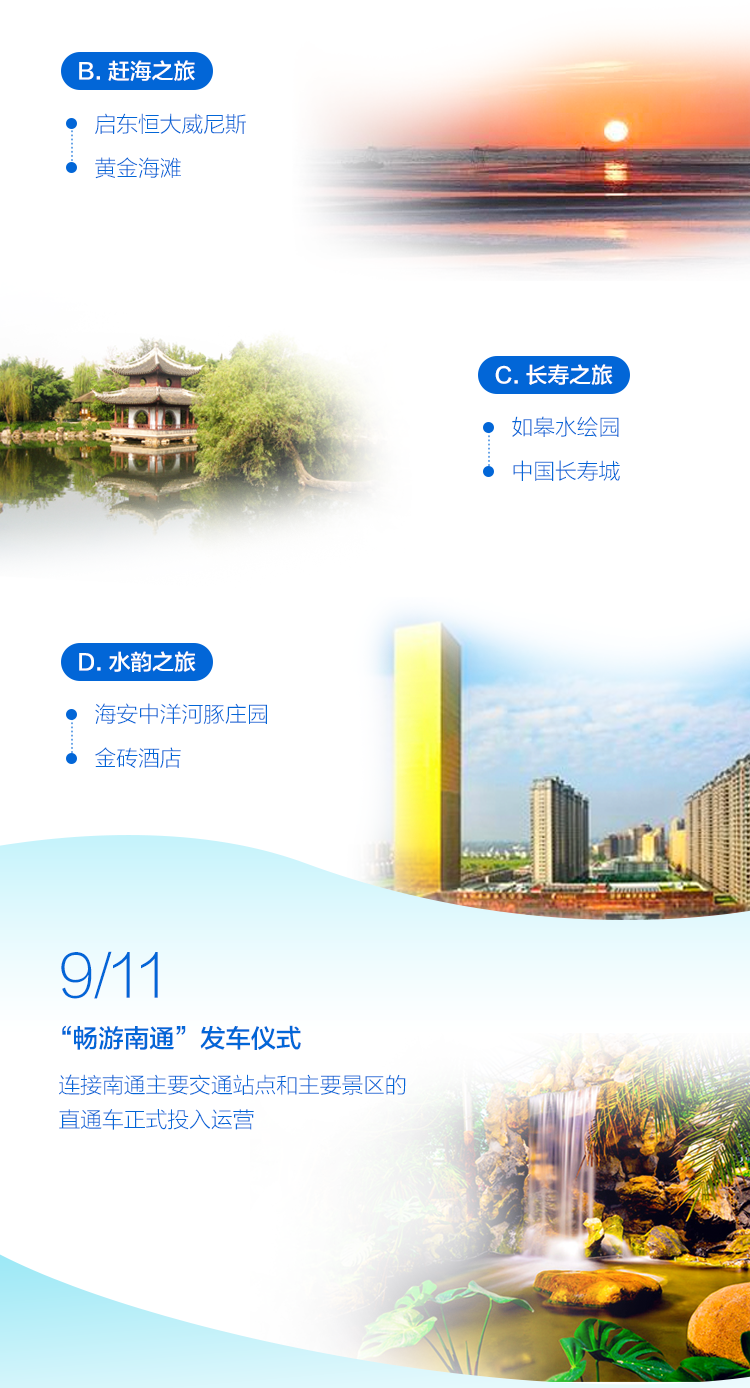 B. 赶海之旅
启东恒大威尼斯
黄金海滩
C. 长寿之旅
如皋水绘园
中国长寿城
D. 水韵之旅
海安中洋河豚庄园
金砖酒店
9/11
“畅游南通”发车仪式
连接南通主要交通站点和主要景区的
直通车正式投入运营